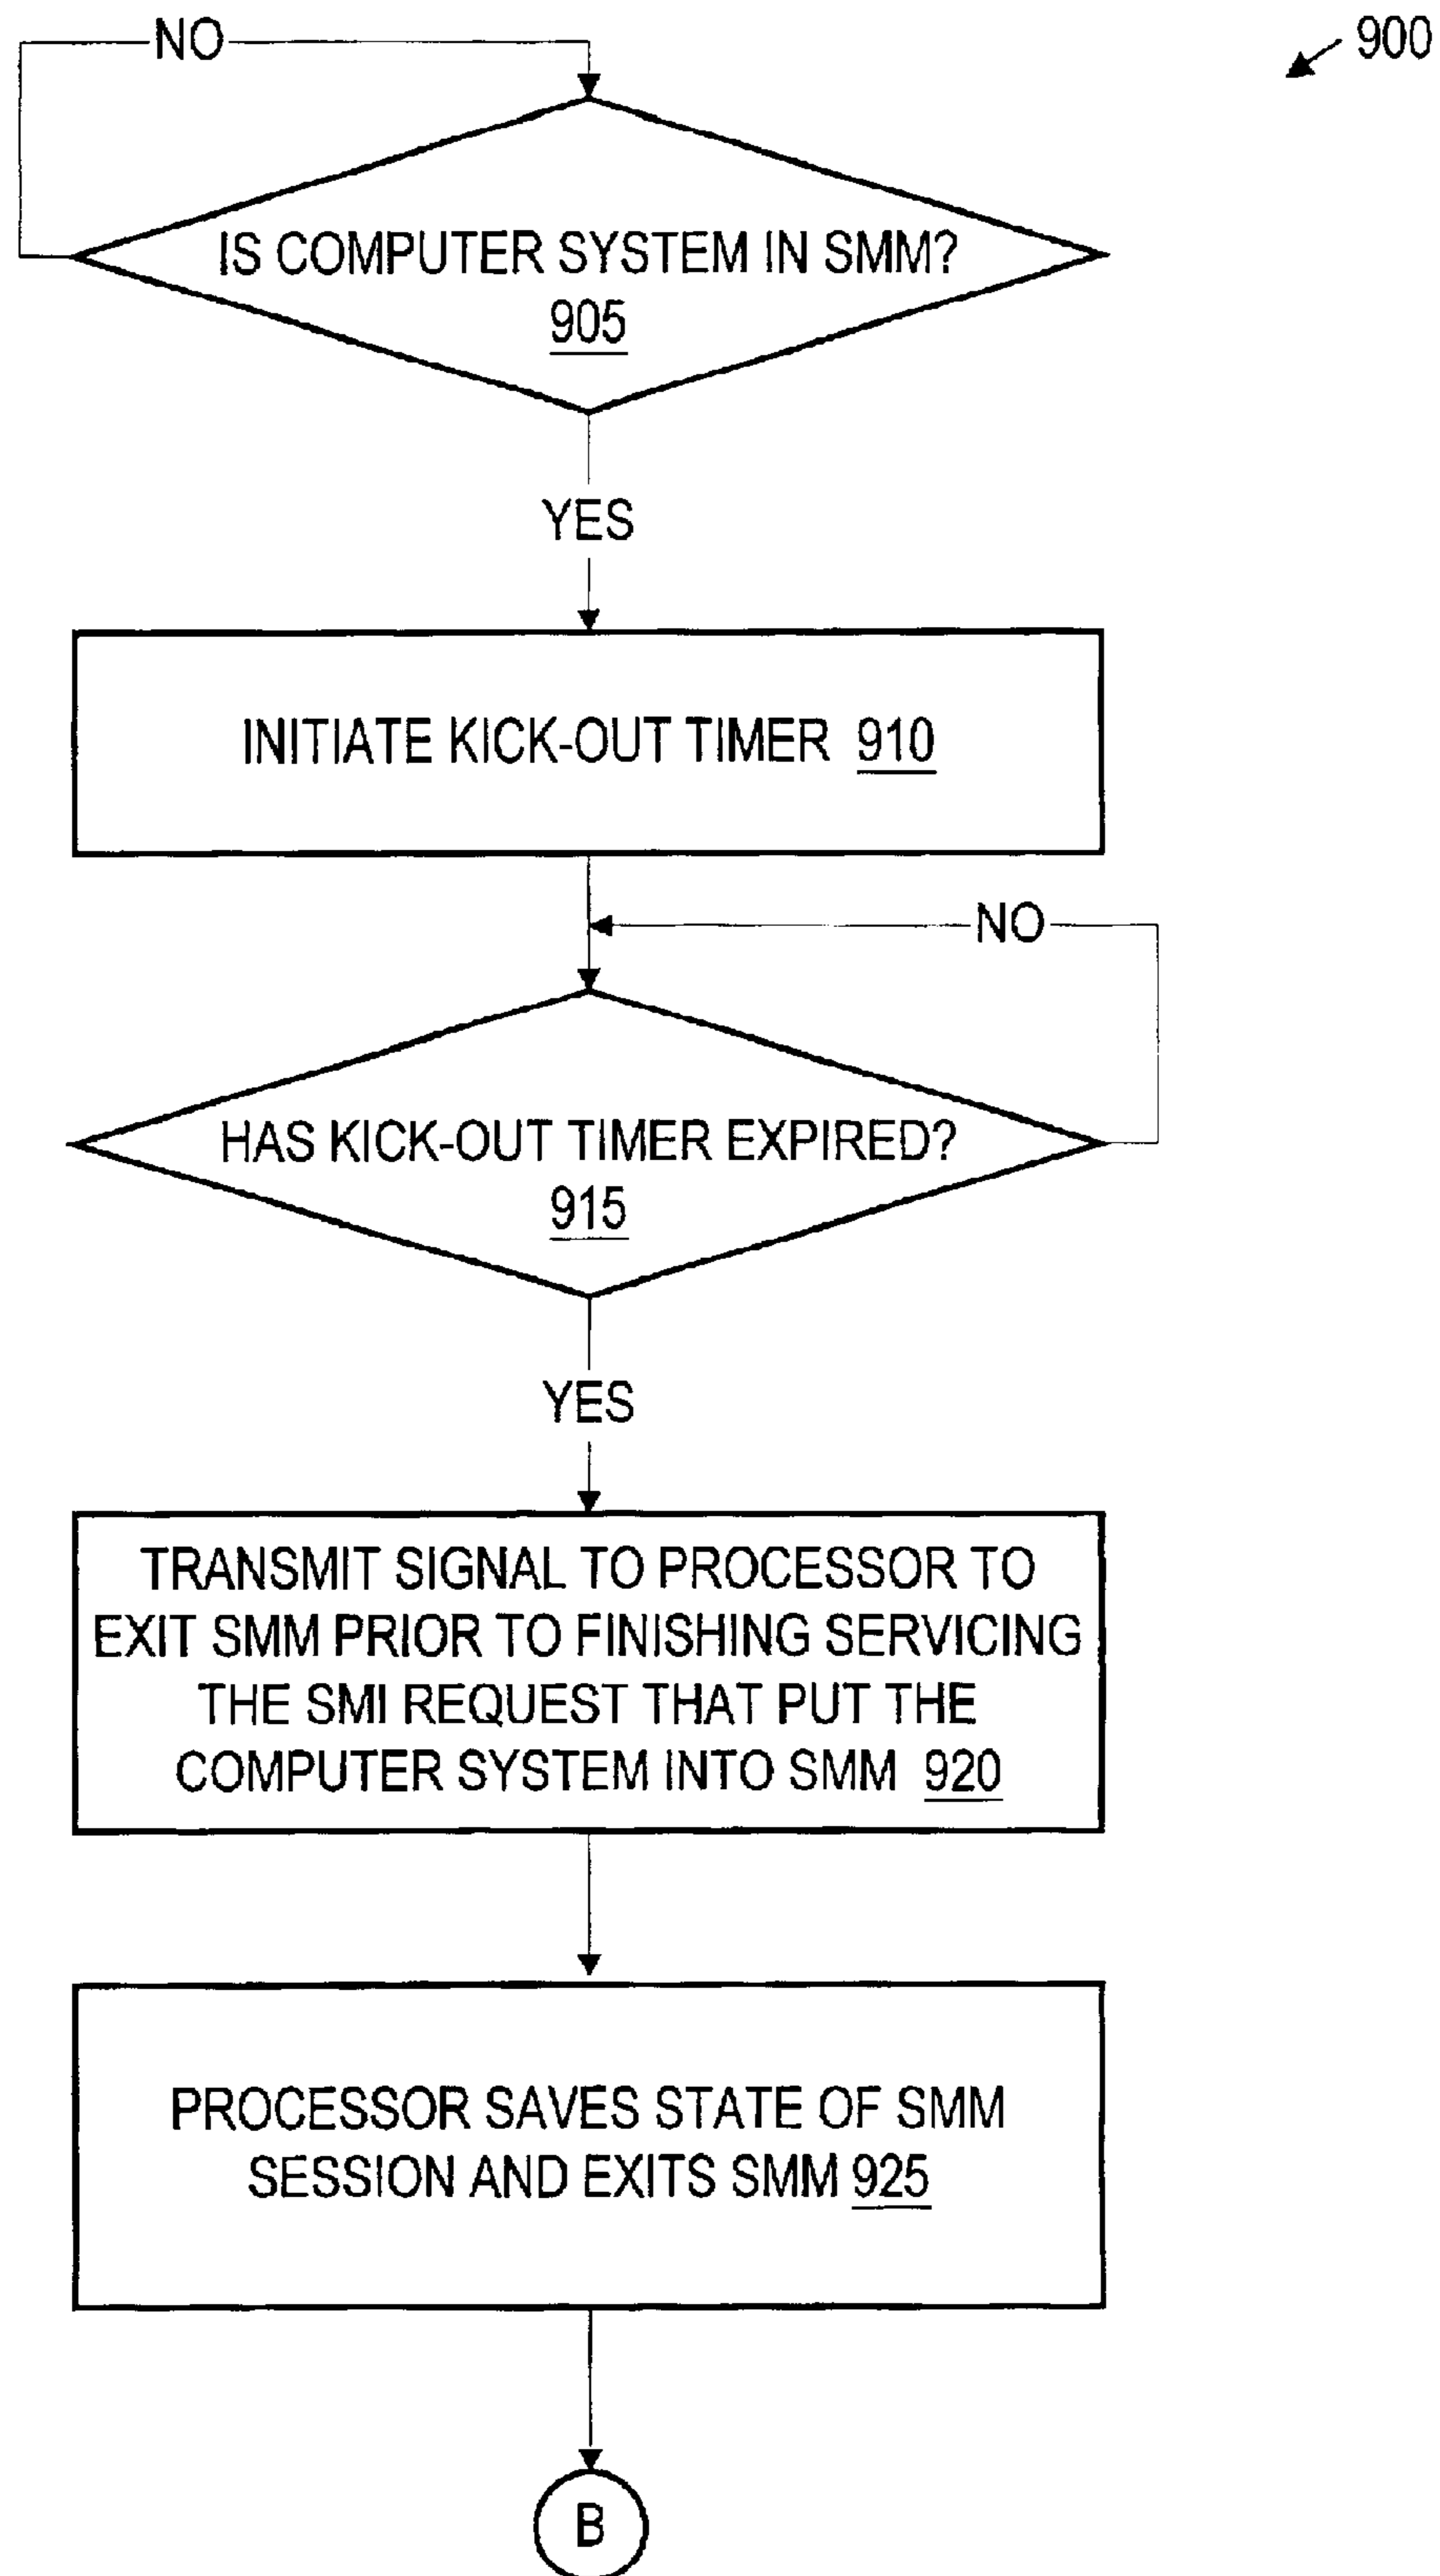 900
NO
IS COMPUTER SYSTEM IN SMM?
905
YES
INITIATE KICK-OUT TIMER 910
NO
HAS KICK-OUT TIMER EXPIRED?
915
YES
TRANSMIT SIGNAL TO PROCESSOR TO
EXIT SMM PRIOR TO FINISHING SERVICING
THE SMI REQUEST THAT PUT THE
COMPUTER SYSTEM INTO SMM 920
PROCESSOR SAVES STATE OF SMM
SESSION AND EXITS SMM 925
B